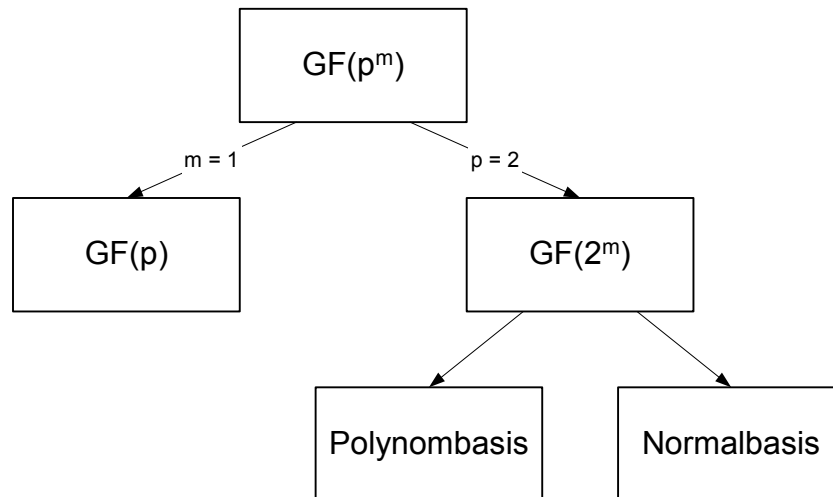 GF(pᵐ)
m = 1
p = 2
GF(p)
GF(2ᵐ)
Polynombasis
Normalbasis